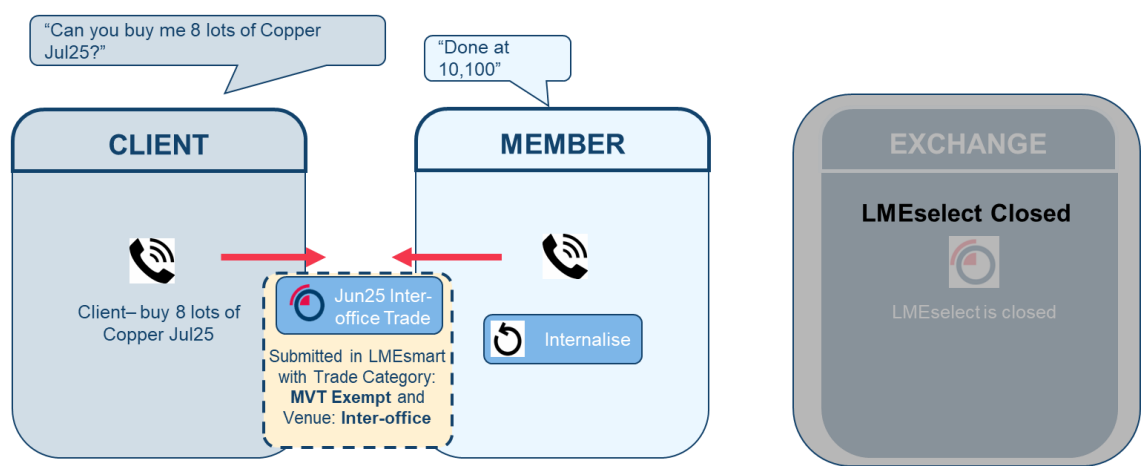 “Can you buy me 8 lots of Copper
Jul25?”
“Done at
10,100”
CLIENT
MEMBER
EXCHANGE
LMEselect Closed
LMEselect is closed
Client– buy 8 lots of
Copper Jul25
Jun25 Inter-
office Trade
Submitted in LMEsmart
with Trade Category:
MVT Exempt and
Venue: Inter-office
Internalise